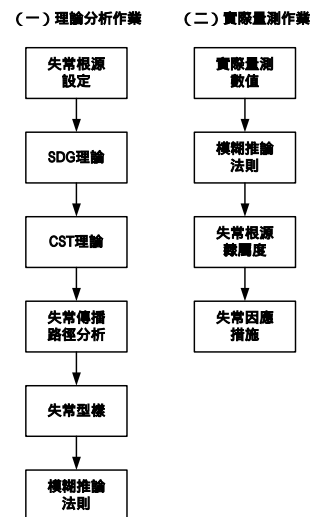 （一）理論分析作業
失常根源
設定
SDG理論
CST理論
失常傳播
路徑分析
失常型樣
模糊推論
法則
（二）實際量測作業
實際量測
數值
模糊推論
法則
失常根源
隸屬度
失常因應
措施